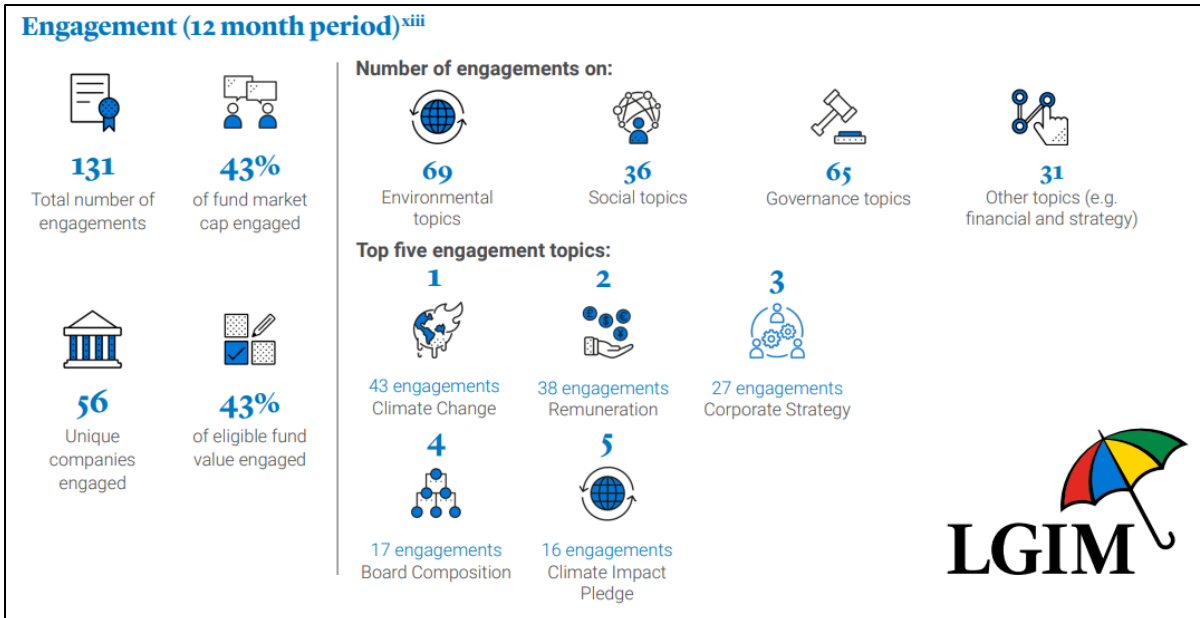 Engagement (12 month period)xiii
131
Total number of
engagements
43%
of fund market
cap engaged
56
Unique
companies
engaged
43%
of eligible fund
value engaged
Number of engagements on:
69
Environmental
topics
36
Social topics
65
Governance topics
31
Other topics (e.g.
financial and strategy)
Top five engagement topics:
1
43 engagements
Climate Change
2
38 engagements
Remuneration
3
27 engagements
Corporate Strategy
4
17 engagements
Board Composition
5
16 engagements
Climate Impact
Pledge
LGIM